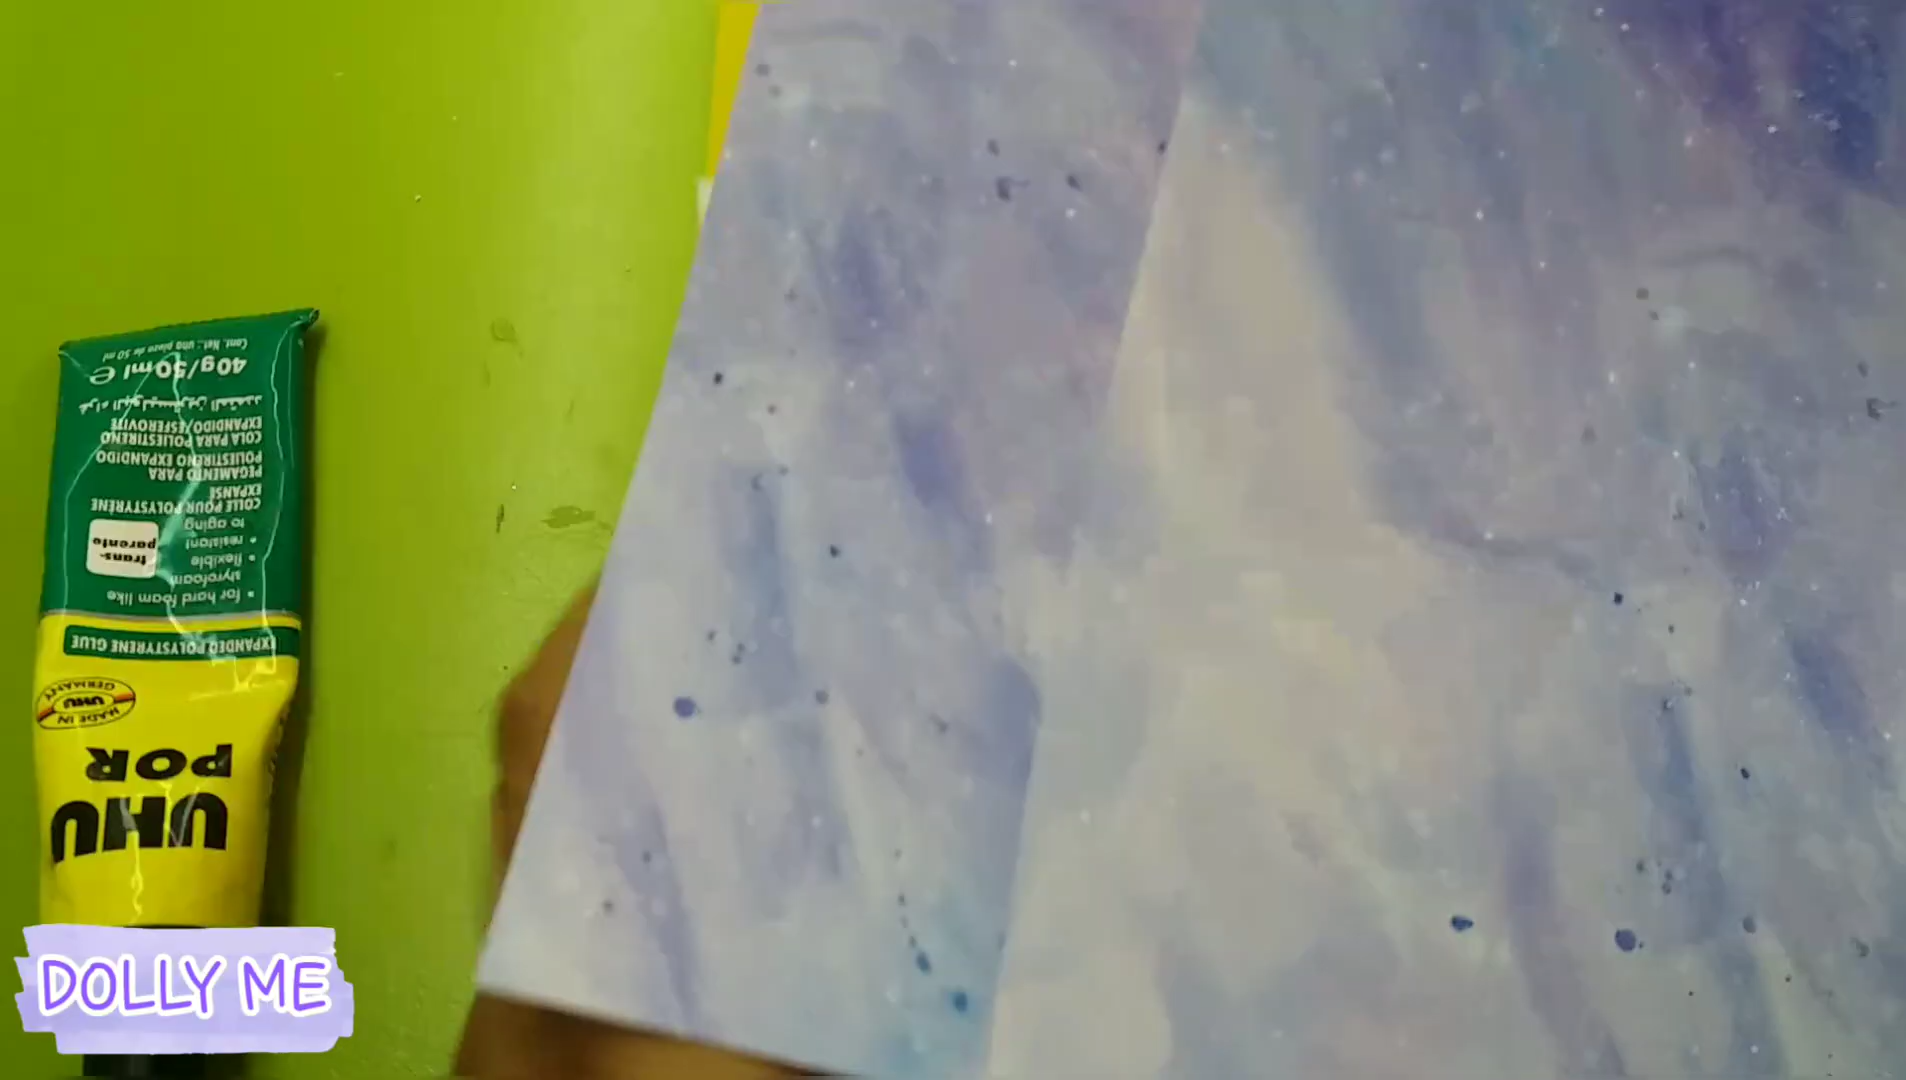 UHU
POR
MADE IN
UHU
GERMANY
EXPANDED POLYSTYRENE GLUE
• for hard foam like
styrofoam
• flexible
• resistant
to aging
trans-
parente
COLLE POUR POLYSTYRÈNE
EXPANSÉ
PEGAMENTO PARA
POLIESTIRENO EXPANDIDO
COLA PARA POLIESTIRENO
EXPANDIDO/ESFEROVITE
40g/50ml e
Cont. Net.: una pieza de 50 ml
DOLLY ME